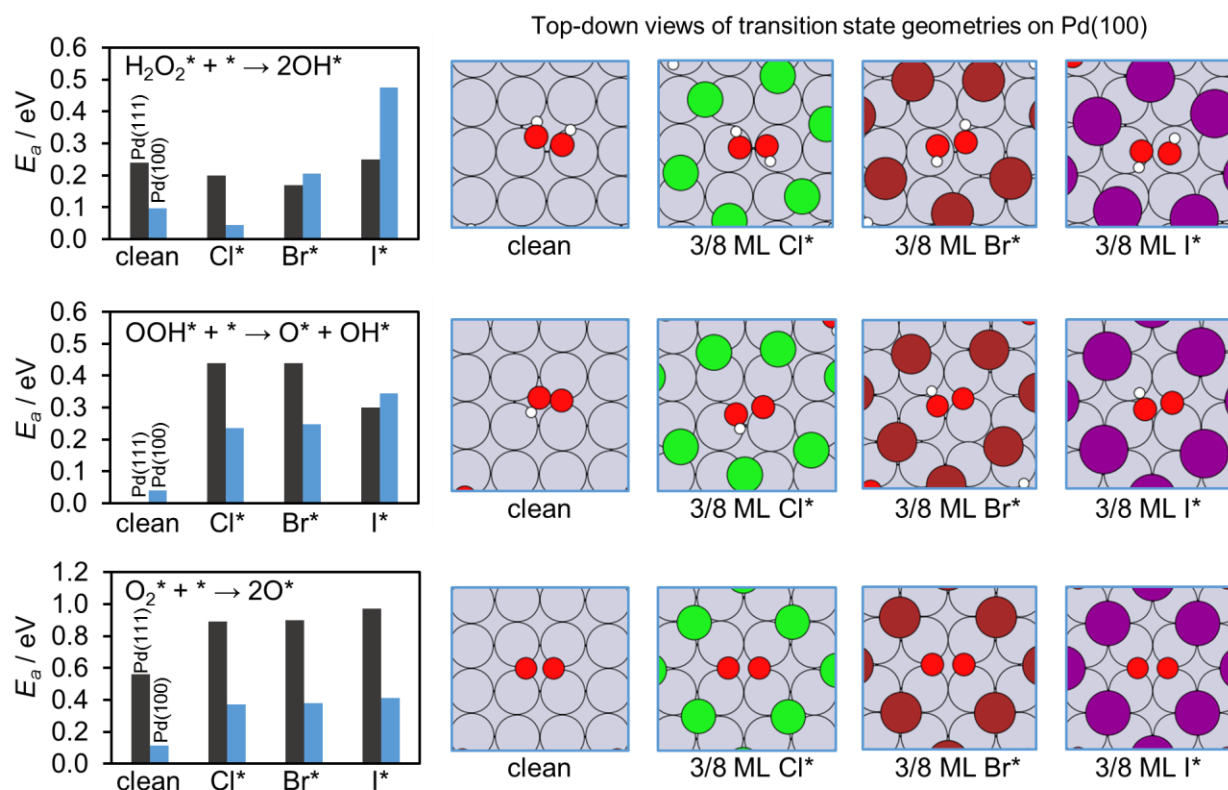 Top-down views of transition state geometries on Pd(100)
H₂O₂* + * → 2OH*
Eₐ / eV
0.6
0.5
0.4
0.3
0.2
0.1
0.0
Pd(111)
Pd(100)
clean Cl* Br* I*
clean 3/8 ML Cl* 3/8 ML Br* 3/8 ML I*
OOH* + * → O* + OH*
Eₐ / eV
0.6
0.5
0.4
0.3
0.2
0.1
0.0
Pd(111)
Pd(100)
clean Cl* Br* I*
clean 3/8 ML Cl* 3/8 ML Br* 3/8 ML I*
O₂* + * → 2O*
Eₐ / eV
1.2
1.0
0.8
0.6
0.4
0.2
0.0
Pd(111)
Pd(100)
clean Cl* Br* I*
clean 3/8 ML Cl* 3/8 ML Br* 3/8 ML I*